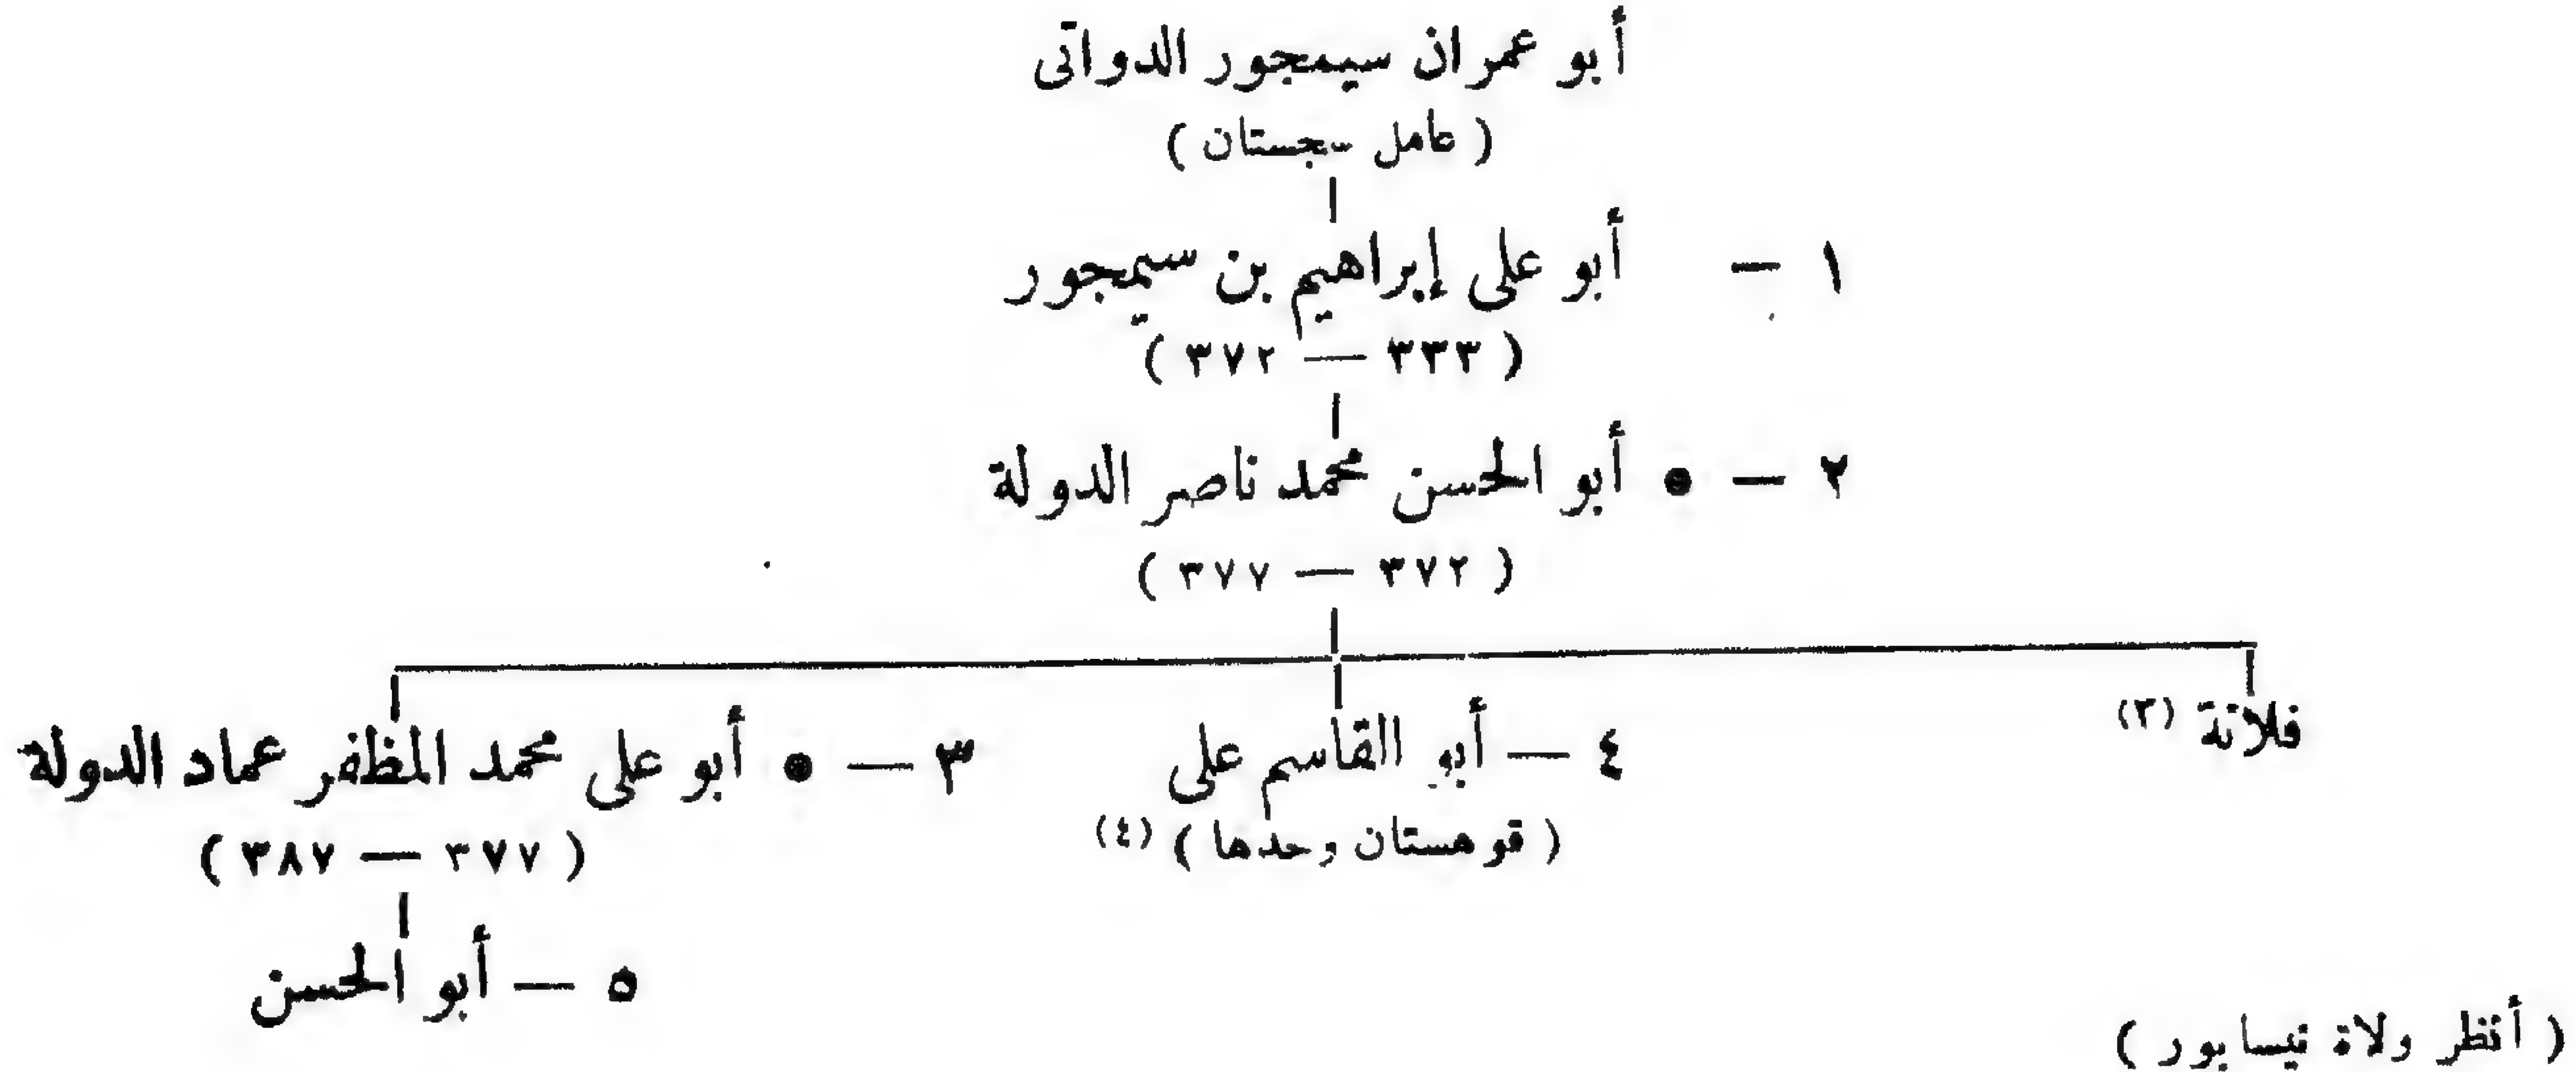 أبو عمران سيمجور الدواتى
( عامل سجستان )
١ — أبو على إبراهيم بن سيمجور
( ٣٣٣ — ٣٧٢ )
٢ — • أبو الحسن محمد ناصر الدولة
( ٣٧٢ — ٣٧٧ )
فلانة (٣)
٤ — أبو القاسم على
( قوهستان وحدها ) (٤)
٣ — • أبو على محمد المظفر عماد الدولة
( ٣٧٧ — ٣٨٧ )
٥ — أبو الحسن
( أنظر ولاة نيسابور )